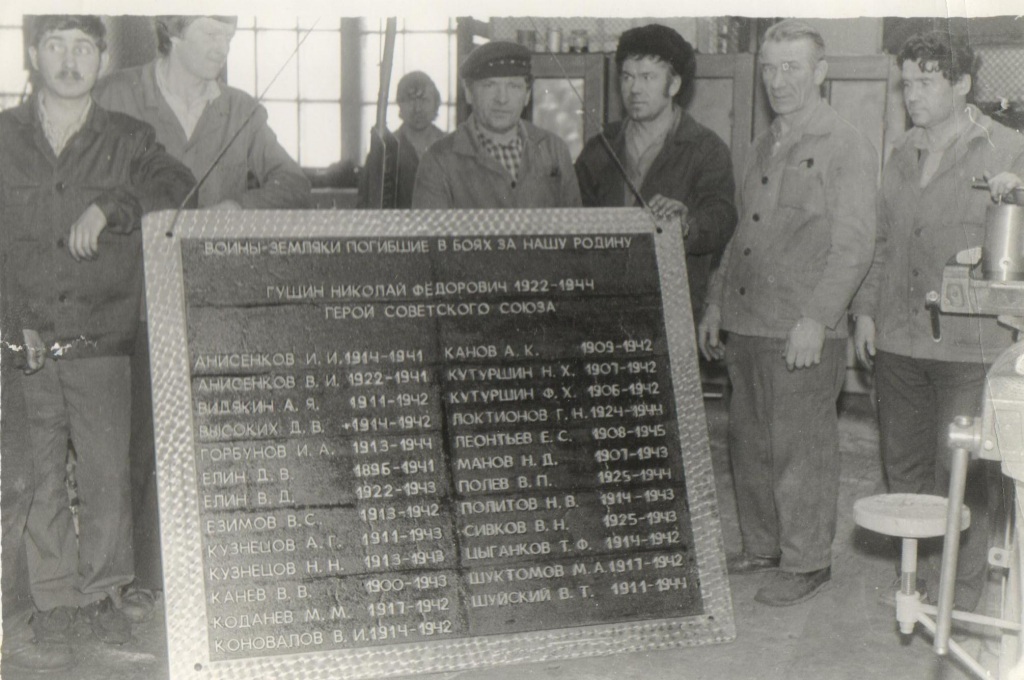 ВОИНЫ-ЗЕМЛЯКИ ПОГИБШИЕ В БОЯХ ЗА НАШУ РОДИНУ
ГУЩИН НИКОЛАЙ ФЁДОРОВИЧ 1922-1944
ГЕРОЙ СОВЕТСКОГО СОЮЗА
АНИСЕНКОВ И. И. 1914-1941
АНИСЕНКОВ В. И. 1922-1941
ВИДЯКИН А. Я. 1911-1942
ВЫСОКИХ Д. В. 1914-1942
ГОРБУНОВ И. А. 1913-1944
ЕЛИН Д. В. 1896-1941
ЕЛИН В. Д. 1922-1943
ЕЗИМОВ В. С. 1913-1942
КУЗНЕЦОВ А. Г. 1911-1943
КУЗНЕЦОВ Н. Н. 1913-1943
КАНЕВ В. В. 1900-1943
КОДАНЕВ М. М. 1917-1942
КОНОВАЛОВ В. И. 1914-1942
КАНОВ А. К. 1909-1942
КУТУРШИН Н. Х. 1907-1942
КУТУРШИН Ф. Х. 1906-1942
ЛОКТИОНОВ Г. Н. 1924-1944
ЛЕОНТЬЕВ Е. С. 1908-1945
МАНОВ Н. Д. 1907-1943
ПОЛЕВ В. П. 1925-1944
ПОЛИТОВ Н. В. 1914-1943
СИВКОВ В. Н. 1925-1943
ЦЫГАНКОВ Т. Ф. 1914-1942
ШУКТОМОВ М. А. 1917-1942
ШУЙСКИЙ В. Т. 1911-1944